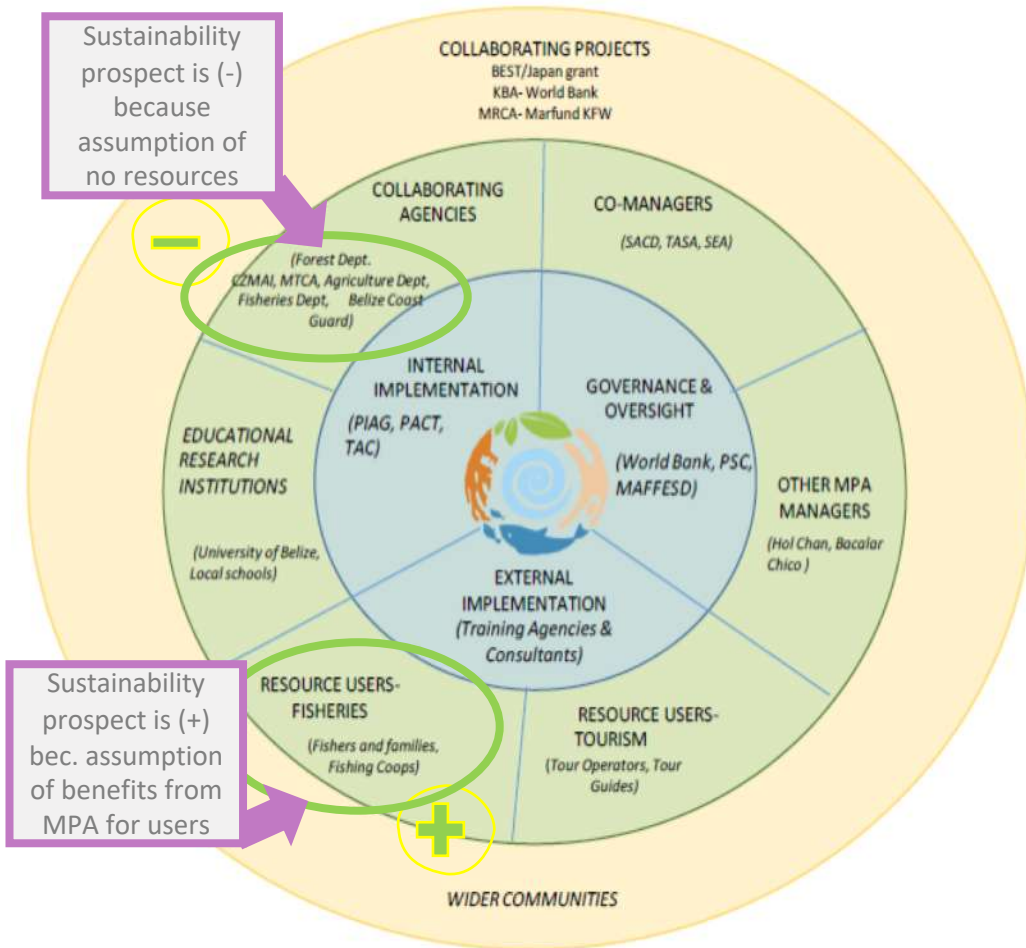 Sustainability
prospect is (-)
because
assumption of
no resources
COLLABORATING PROJECTS
BEST/Japan grant
KBA- World Bank
MRCA- Marfund KFW
COLLABORATING
AGENCIES
(Forest Dept.
CZMAI, MTCA, Agriculture Dept,
Fisheries Dept, Belize Coast
Guard)
CO-MANAGERS
(SACD, TASA, SEA)
INTERNAL
IMPLEMENTATION
(PIAG, PACT,
TAC)
GOVERNANCE &
OVERSIGHT
(World Bank, PSC,
MAFFESD)
EDUCATIONAL
RESEARCH
INSTITUTIONS
(University of Belize,
Local schools)
OTHER MPA
MANAGERS
(Hol Chan, Bacalar
Chico )
EXTERNAL
IMPLEMENTATION
(Training Agencies &
Consultants)
Sustainability
prospect is (+)
bec. assumption
of benefits from
MPA for users
RESOURCE USERS-
FISHERIES
(Fishers and families,
Fishing Coops)
RESOURCE USERS-
TOURISM
(Tour Operators, Tour
Guides)
WIDER COMMUNITIES